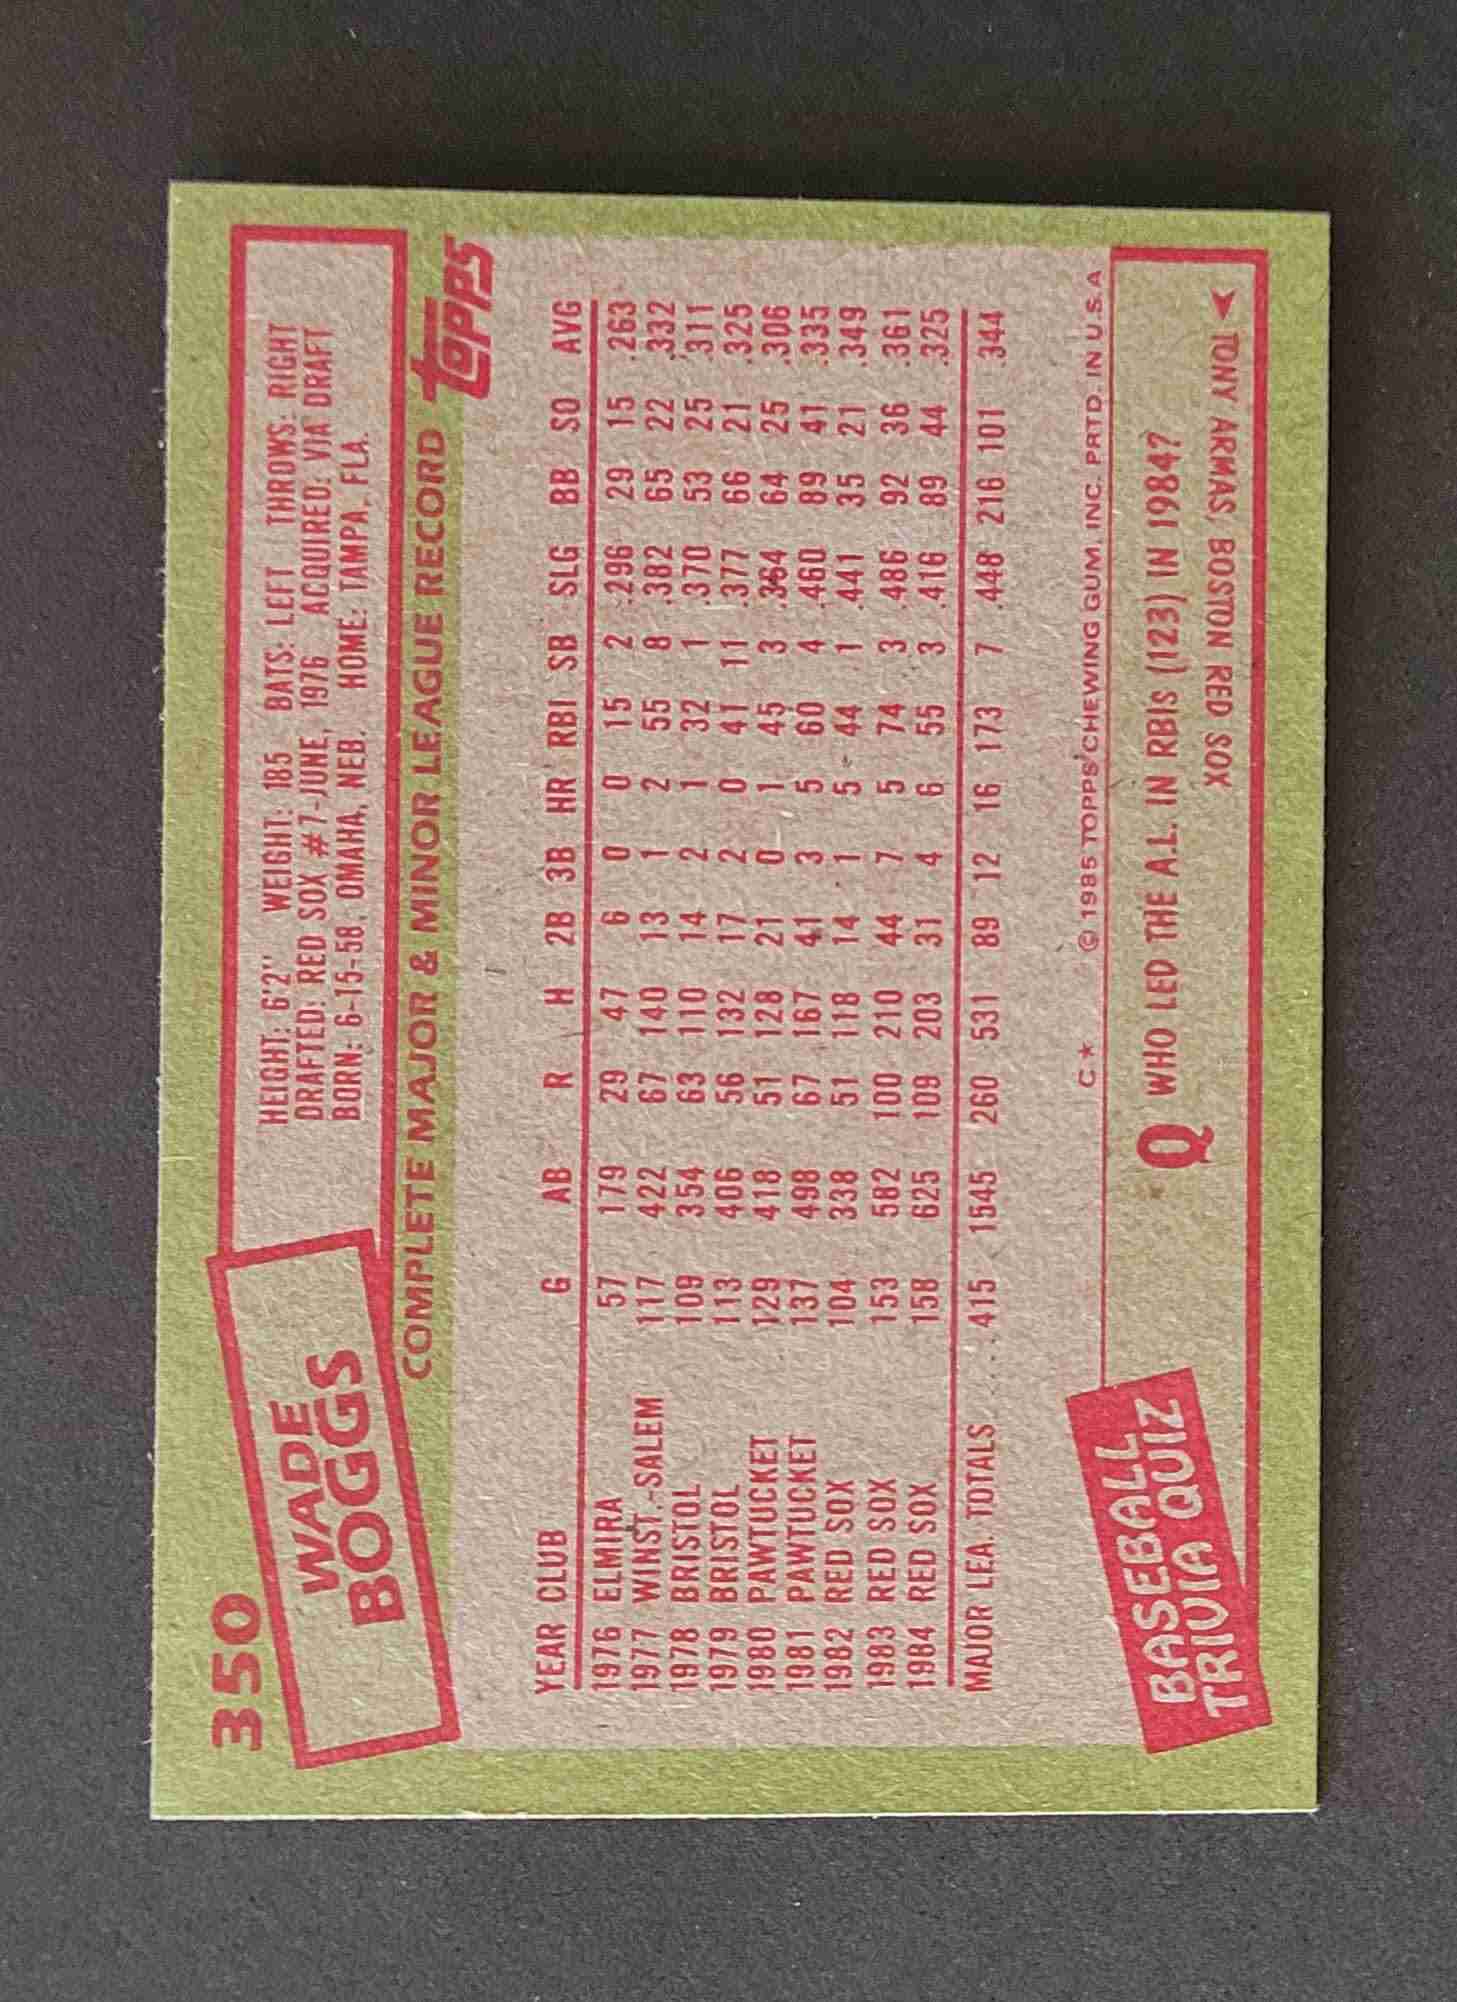 350
WADE
BOGGS
HEIGHT: 6'2" WEIGHT: 185 BATS: LEFT THROWS: RIGHT
DRAFTED: RED SOX #7-JUNE, 1976 ACQUIRED: VIA DRAFT
BORN: 6-15-58, OMAHA, NEB. HOME: TAMPA, FLA.
COMPLETE MAJOR & MINOR LEAGUE RECORD
topps
YEAR CLUB G AB R H 2B 3B HR RBI SB SLG BB SO AVG
1976 ELMIRA 57 179 29 47 6 0 0 15 2 .296 29 15 .263
1977 WINST.-SALEM 117 422 67 140 13 1 2 55 8 .382 65 22 .332
1978 BRISTOL 109 354 63 110 14 2 1 32 1 .370 53 25 .311
1979 BRISTOL 113 406 56 132 17 2 0 41 11 .377 66 21 .325
1980 PAWTUCKET 129 418 51 128 21 0 1 45 3 .364 64 25 .306
1981 PAWTUCKET 137 498 67 167 41 3 5 60 4 .460 89 41 .335
1982 RED SOX 104 338 51 118 14 1 5 44 1 .441 35 21 .349
1983 RED SOX 153 582 100 210 44 7 5 74 3 .486 92 36 .361
1984 RED SOX 158 625 109 203 31 4 6 55 3 .416 89 44 .325
MAJOR LEA. TOTALS .... 415 1545 260 531 89 12 16 173 7 .448 216 101 .344
C★ © 1985 TOPPS CHEWING GUM, INC. PRTD. IN U.S.A
BASEBALL
TRIVIA QUIZ
Q WHO LED THE A.L. IN RBIs (123) IN 1984?
TONY ARMAS, BOSTON RED SOX